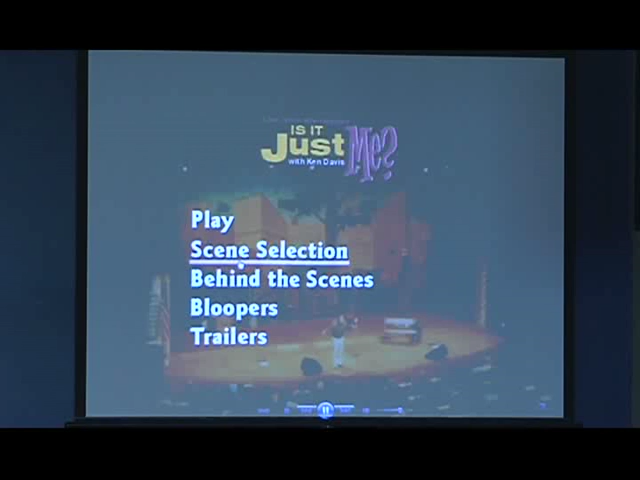 IS IT
Just Me?
with Ken Davis
Play
Scene Selection
Behind the Scenes
Bloopers
Trailers